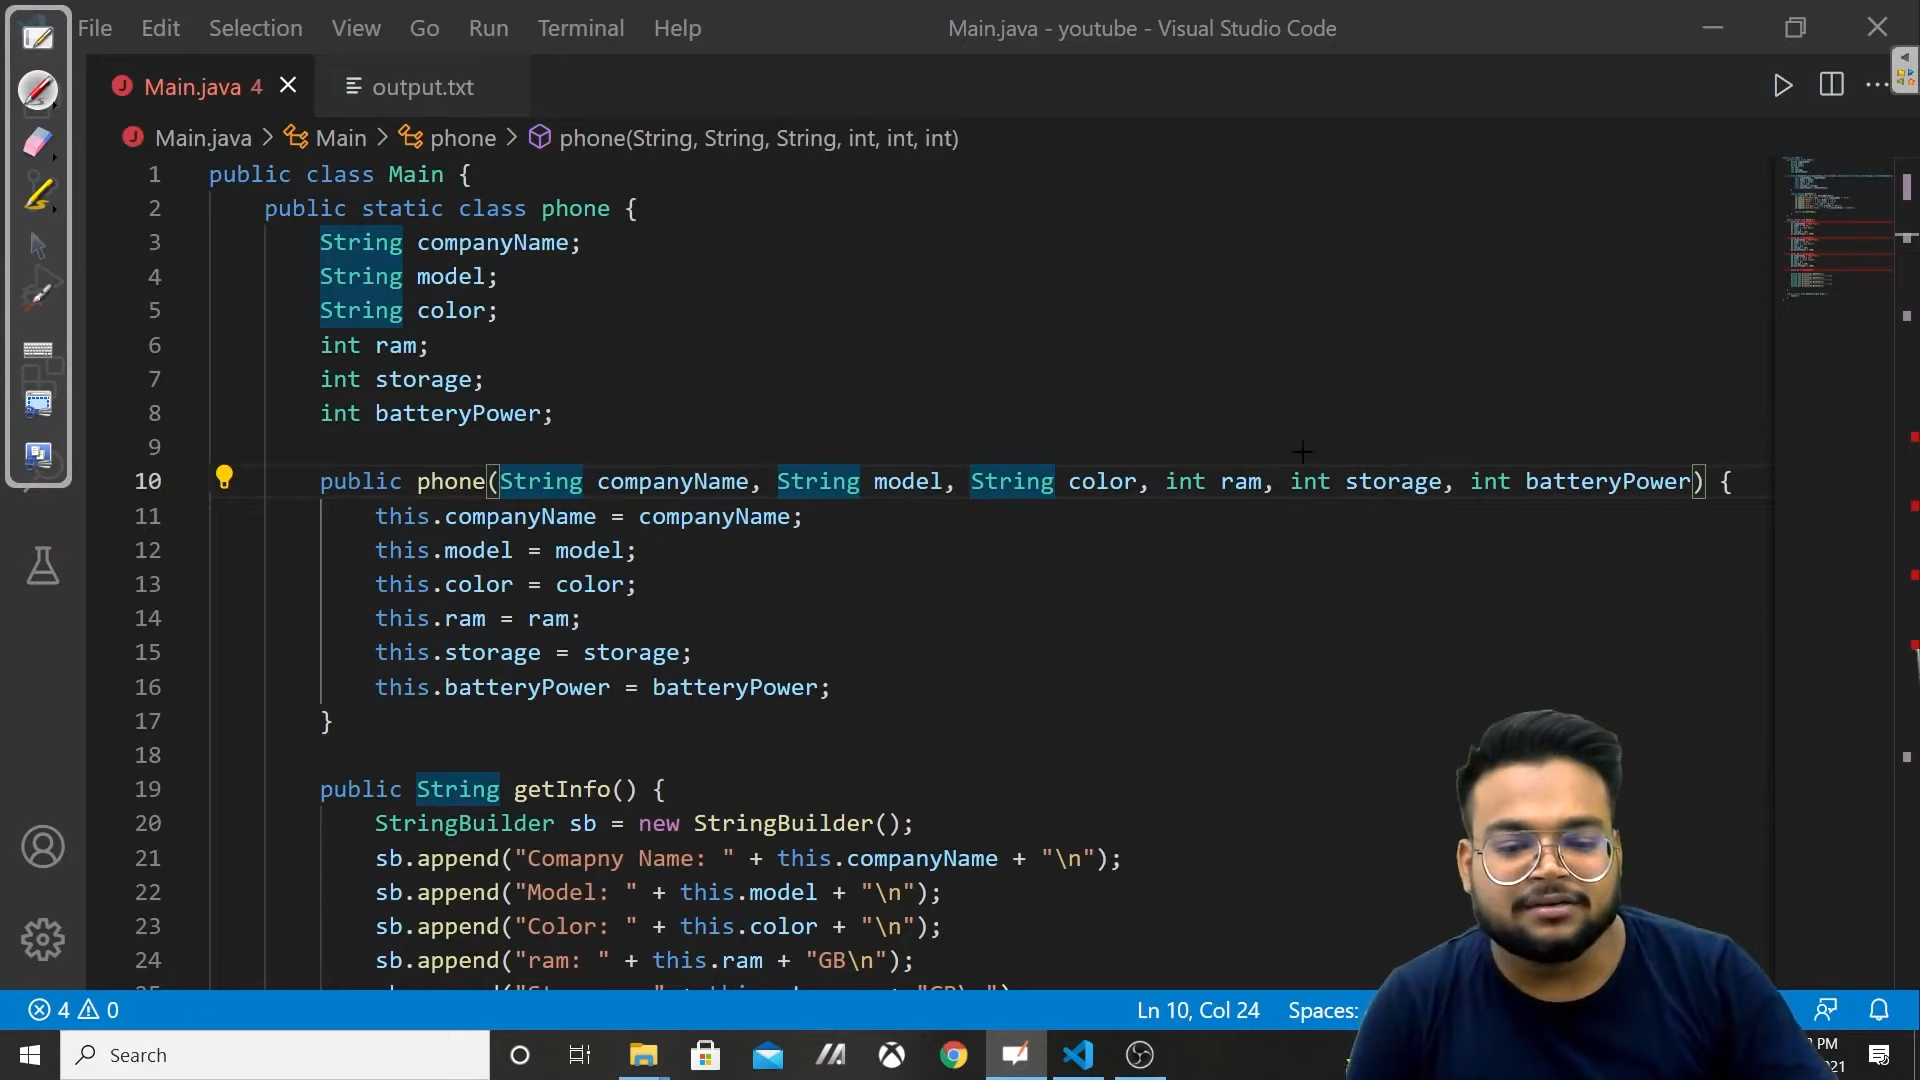 File Edit Selection View Go Run Terminal Help Main.java - youtube - Visual Studio Code
Main.java 4 output.txt
Main.java > Main > phone > phone(String, String, String, int, int, int)
1 public class Main {
2 public static class phone {
3 String companyName;
4 String model;
5 String color;
6 int ram;
7 int storage;
8 int batteryPower;
9
10 public phone(String companyName, String model, String color, int ram, int storage, int batteryPower) {
11 this.companyName = companyName;
12 this.model = model;
13 this.color = color;
14 this.ram = ram;
15 this.storage = storage;
16 this.batteryPower = batteryPower;
17 }
18
19 public String getInfo() {
20 StringBuilder sb = new StringBuilder();
21 sb.append("Comapny Name: " + this.companyName + "\n");
22 sb.append("Model: " + this.model + "\n");
23 sb.append("Color: " + this.color + "\n");
24 sb.append("ram: " + this.ram + "GB\n");
4 0 Ln 10, Col 24 Spaces:
Search PM